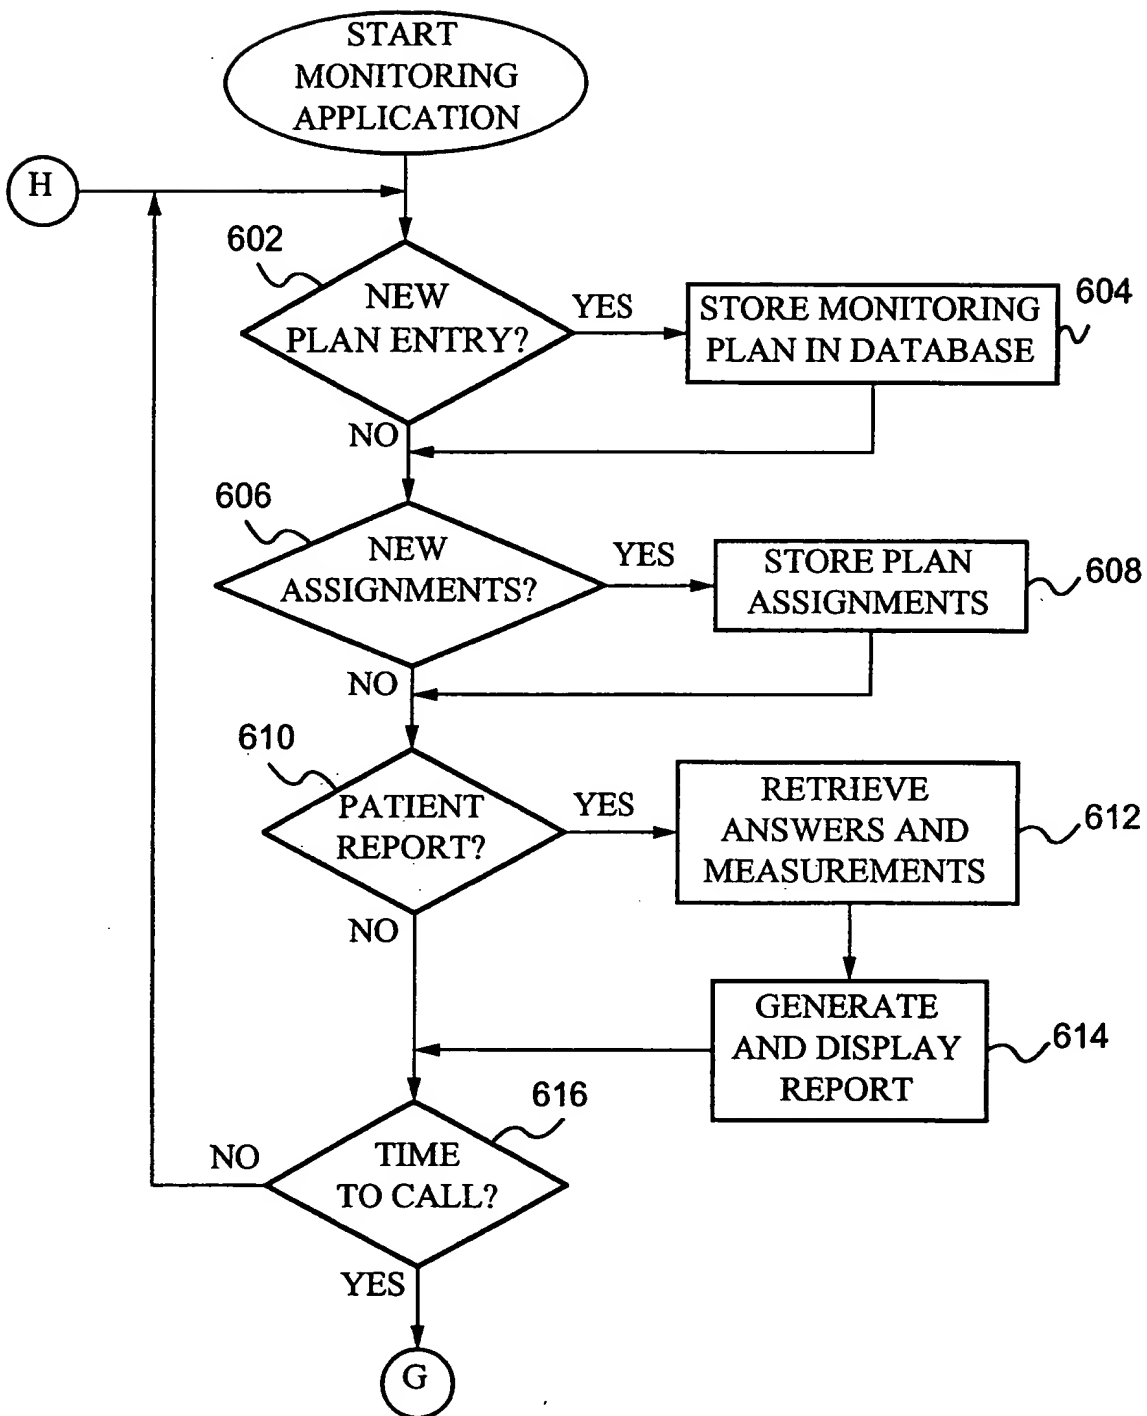 START
MONITORING
APPLICATION
H
602
NEW
PLAN ENTRY?
YES
STORE MONITORING
PLAN IN DATABASE
604
NO
606
NEW
ASSIGNMENTS?
YES
STORE PLAN
ASSIGNMENTS
608
NO
610
PATIENT
REPORT?
YES
RETRIEVE
ANSWERS AND
MEASUREMENTS
612
NO
GENERATE
AND DISPLAY
REPORT
614
616
TIME
TO CALL?
NO
YES
G